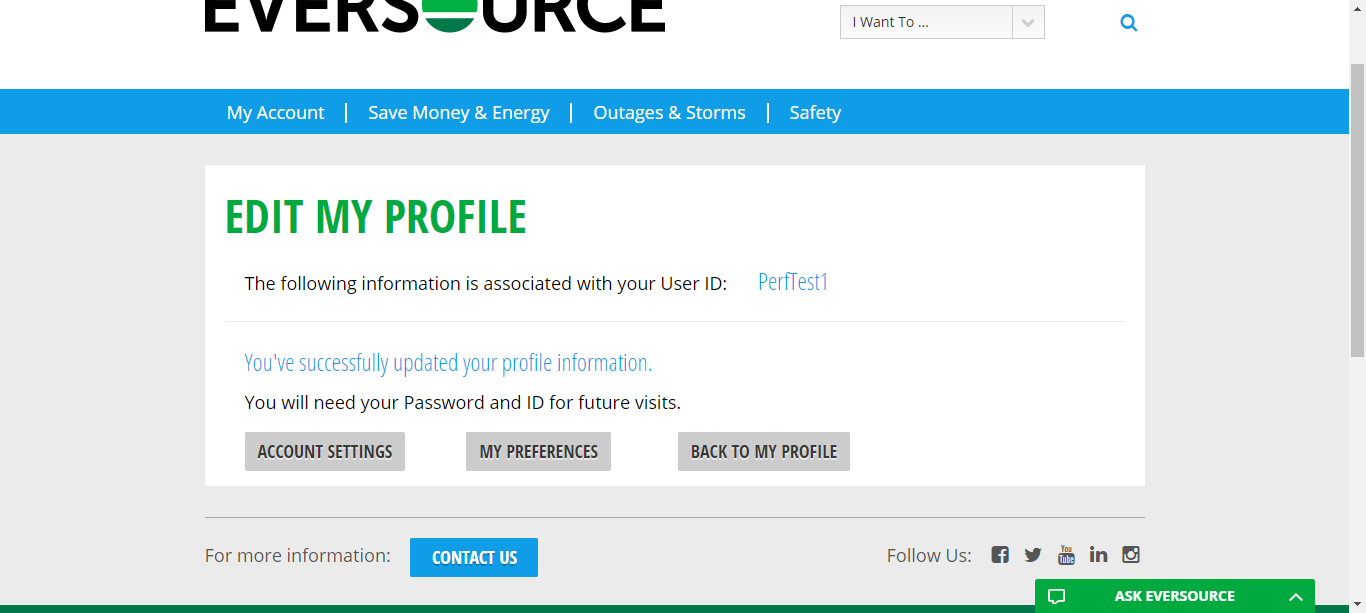 EVERSOURCE
I Want To ...
My Account | Save Money & Energy | Outages & Storms | Safety
EDIT MY PROFILE
The following information is associated with your User ID: PerfTest1
You've successfully updated your profile information.
You will need your Password and ID for future visits.
ACCOUNT SETTINGS MY PREFERENCES BACK TO MY PROFILE
For more information: CONTACT US Follow Us: You Tube in
ASK EVERSOURCE